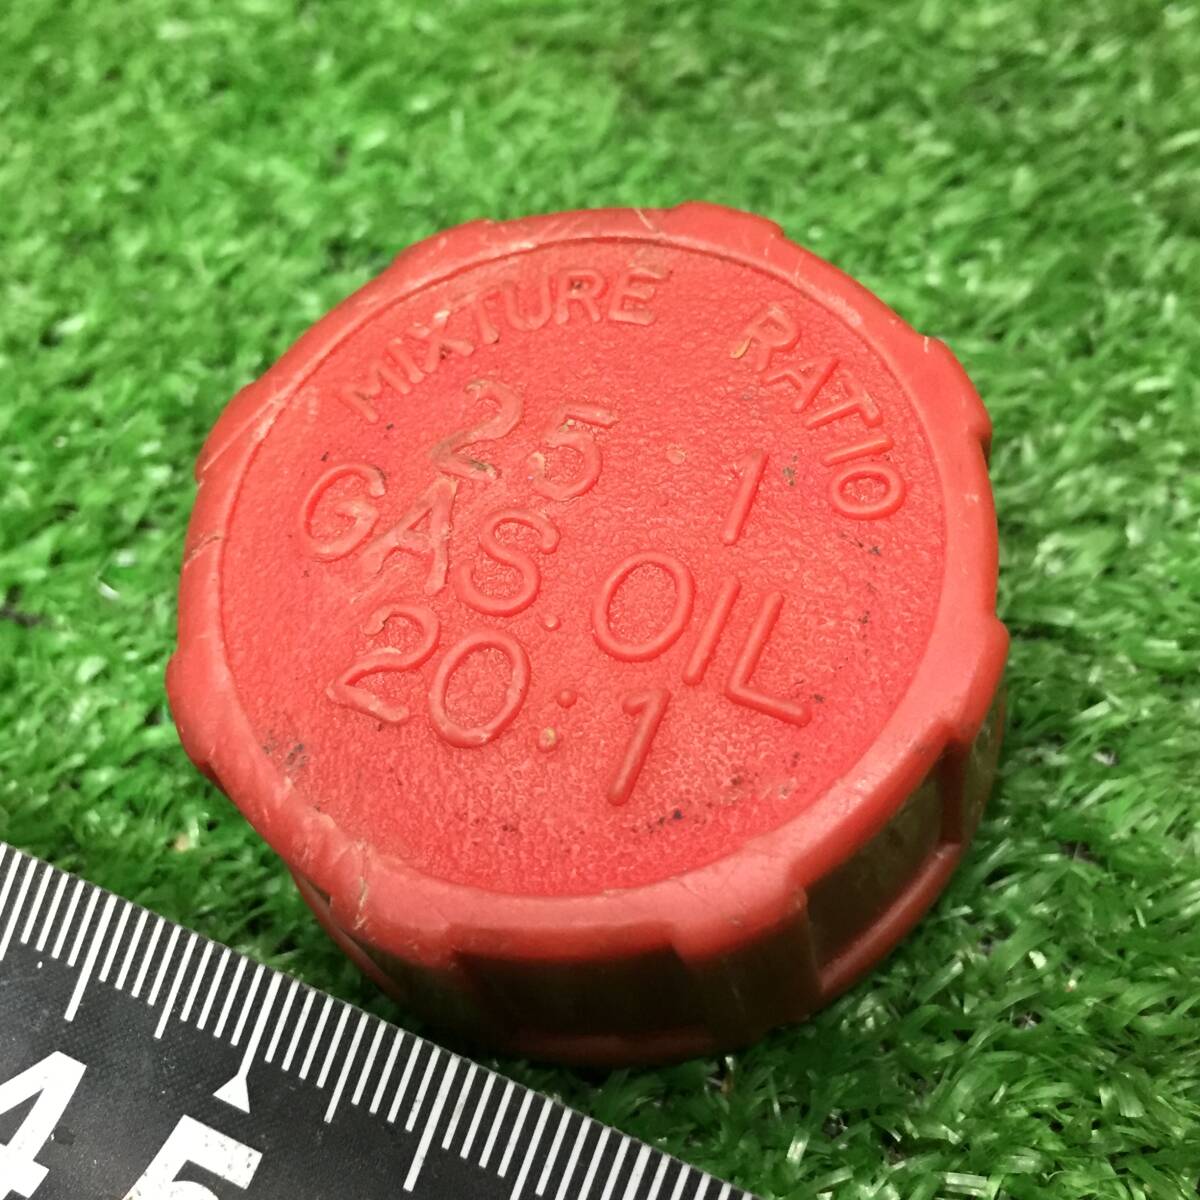 MIXTURE RATIO
25 : 1
GAS. OIL
20 : 1
4 5